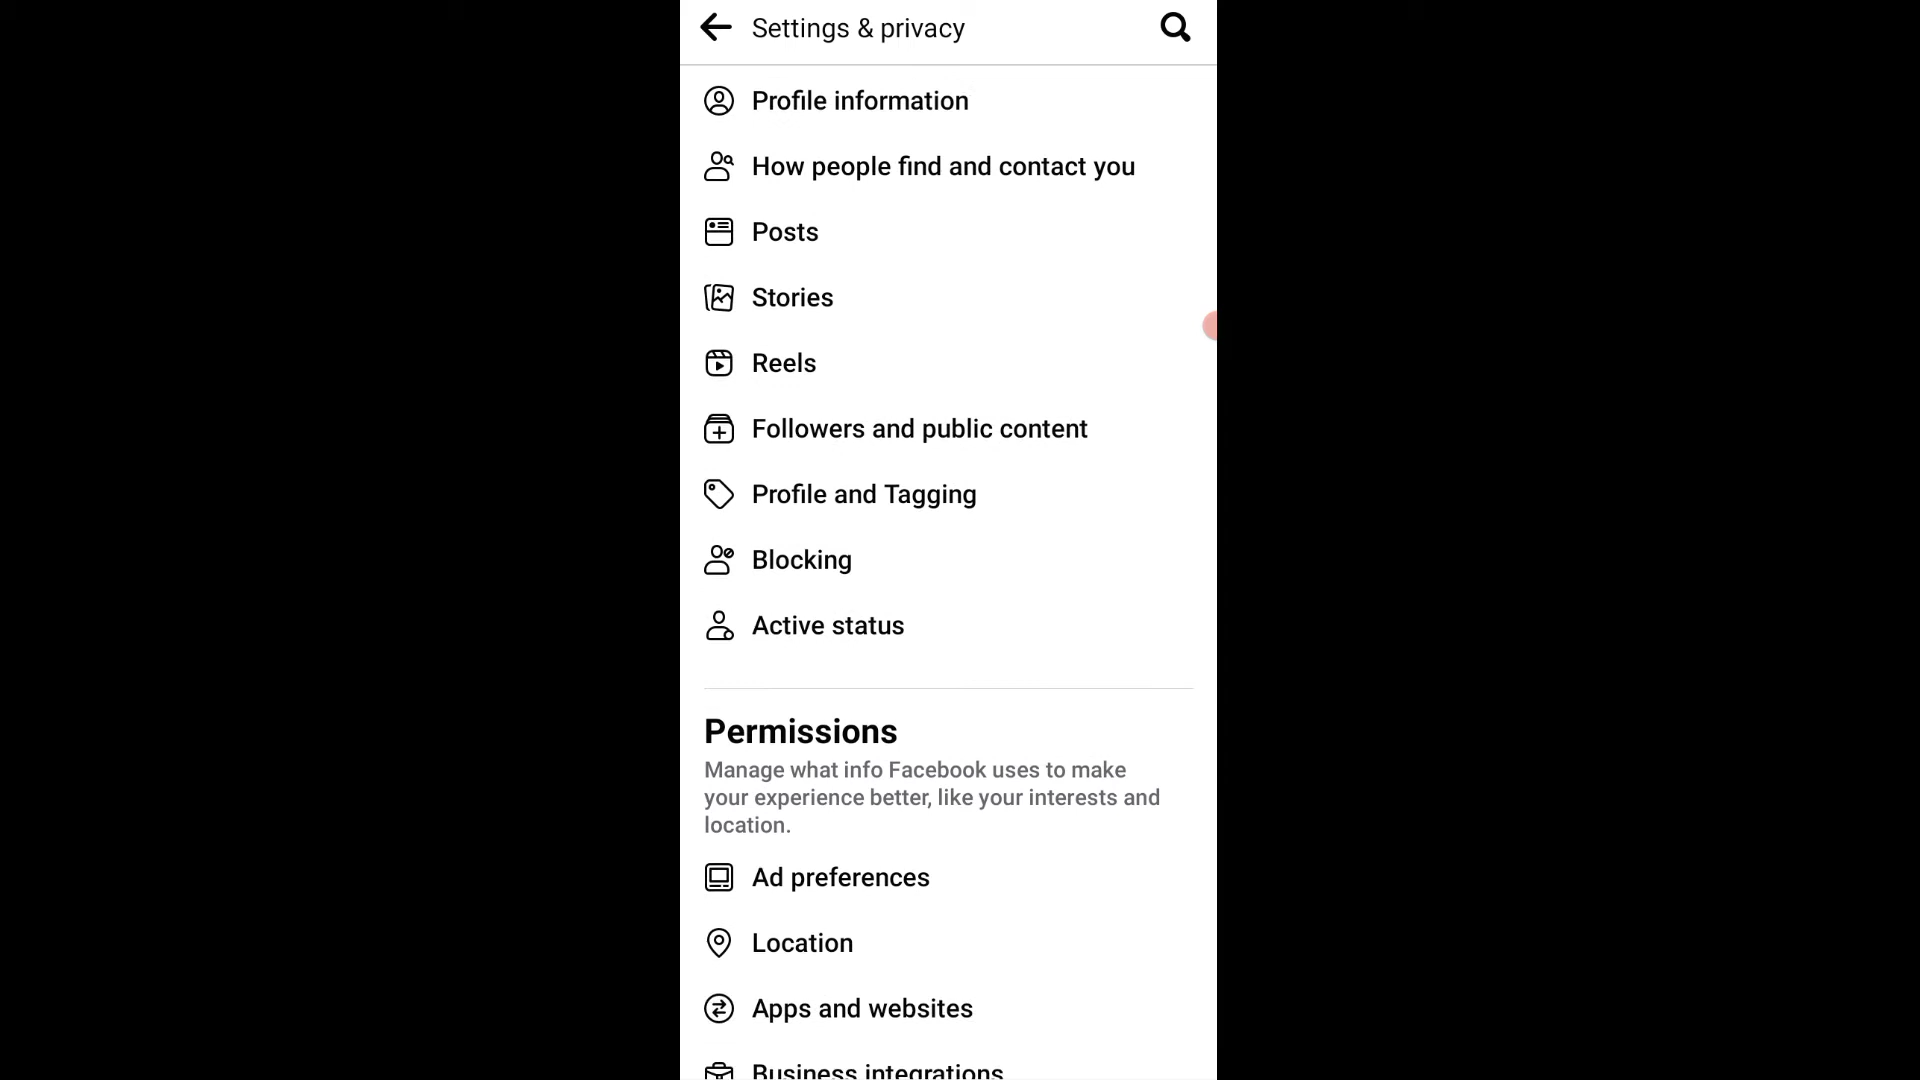 Settings & privacy
Profile information
How people find and contact you
Posts
Stories
Reels
Followers and public content
Profile and Tagging
Blocking
Active status
Permissions
Manage what info Facebook uses to make
your experience better, like your interests and
location.
Ad preferences
Location
Apps and websites
Business integrations